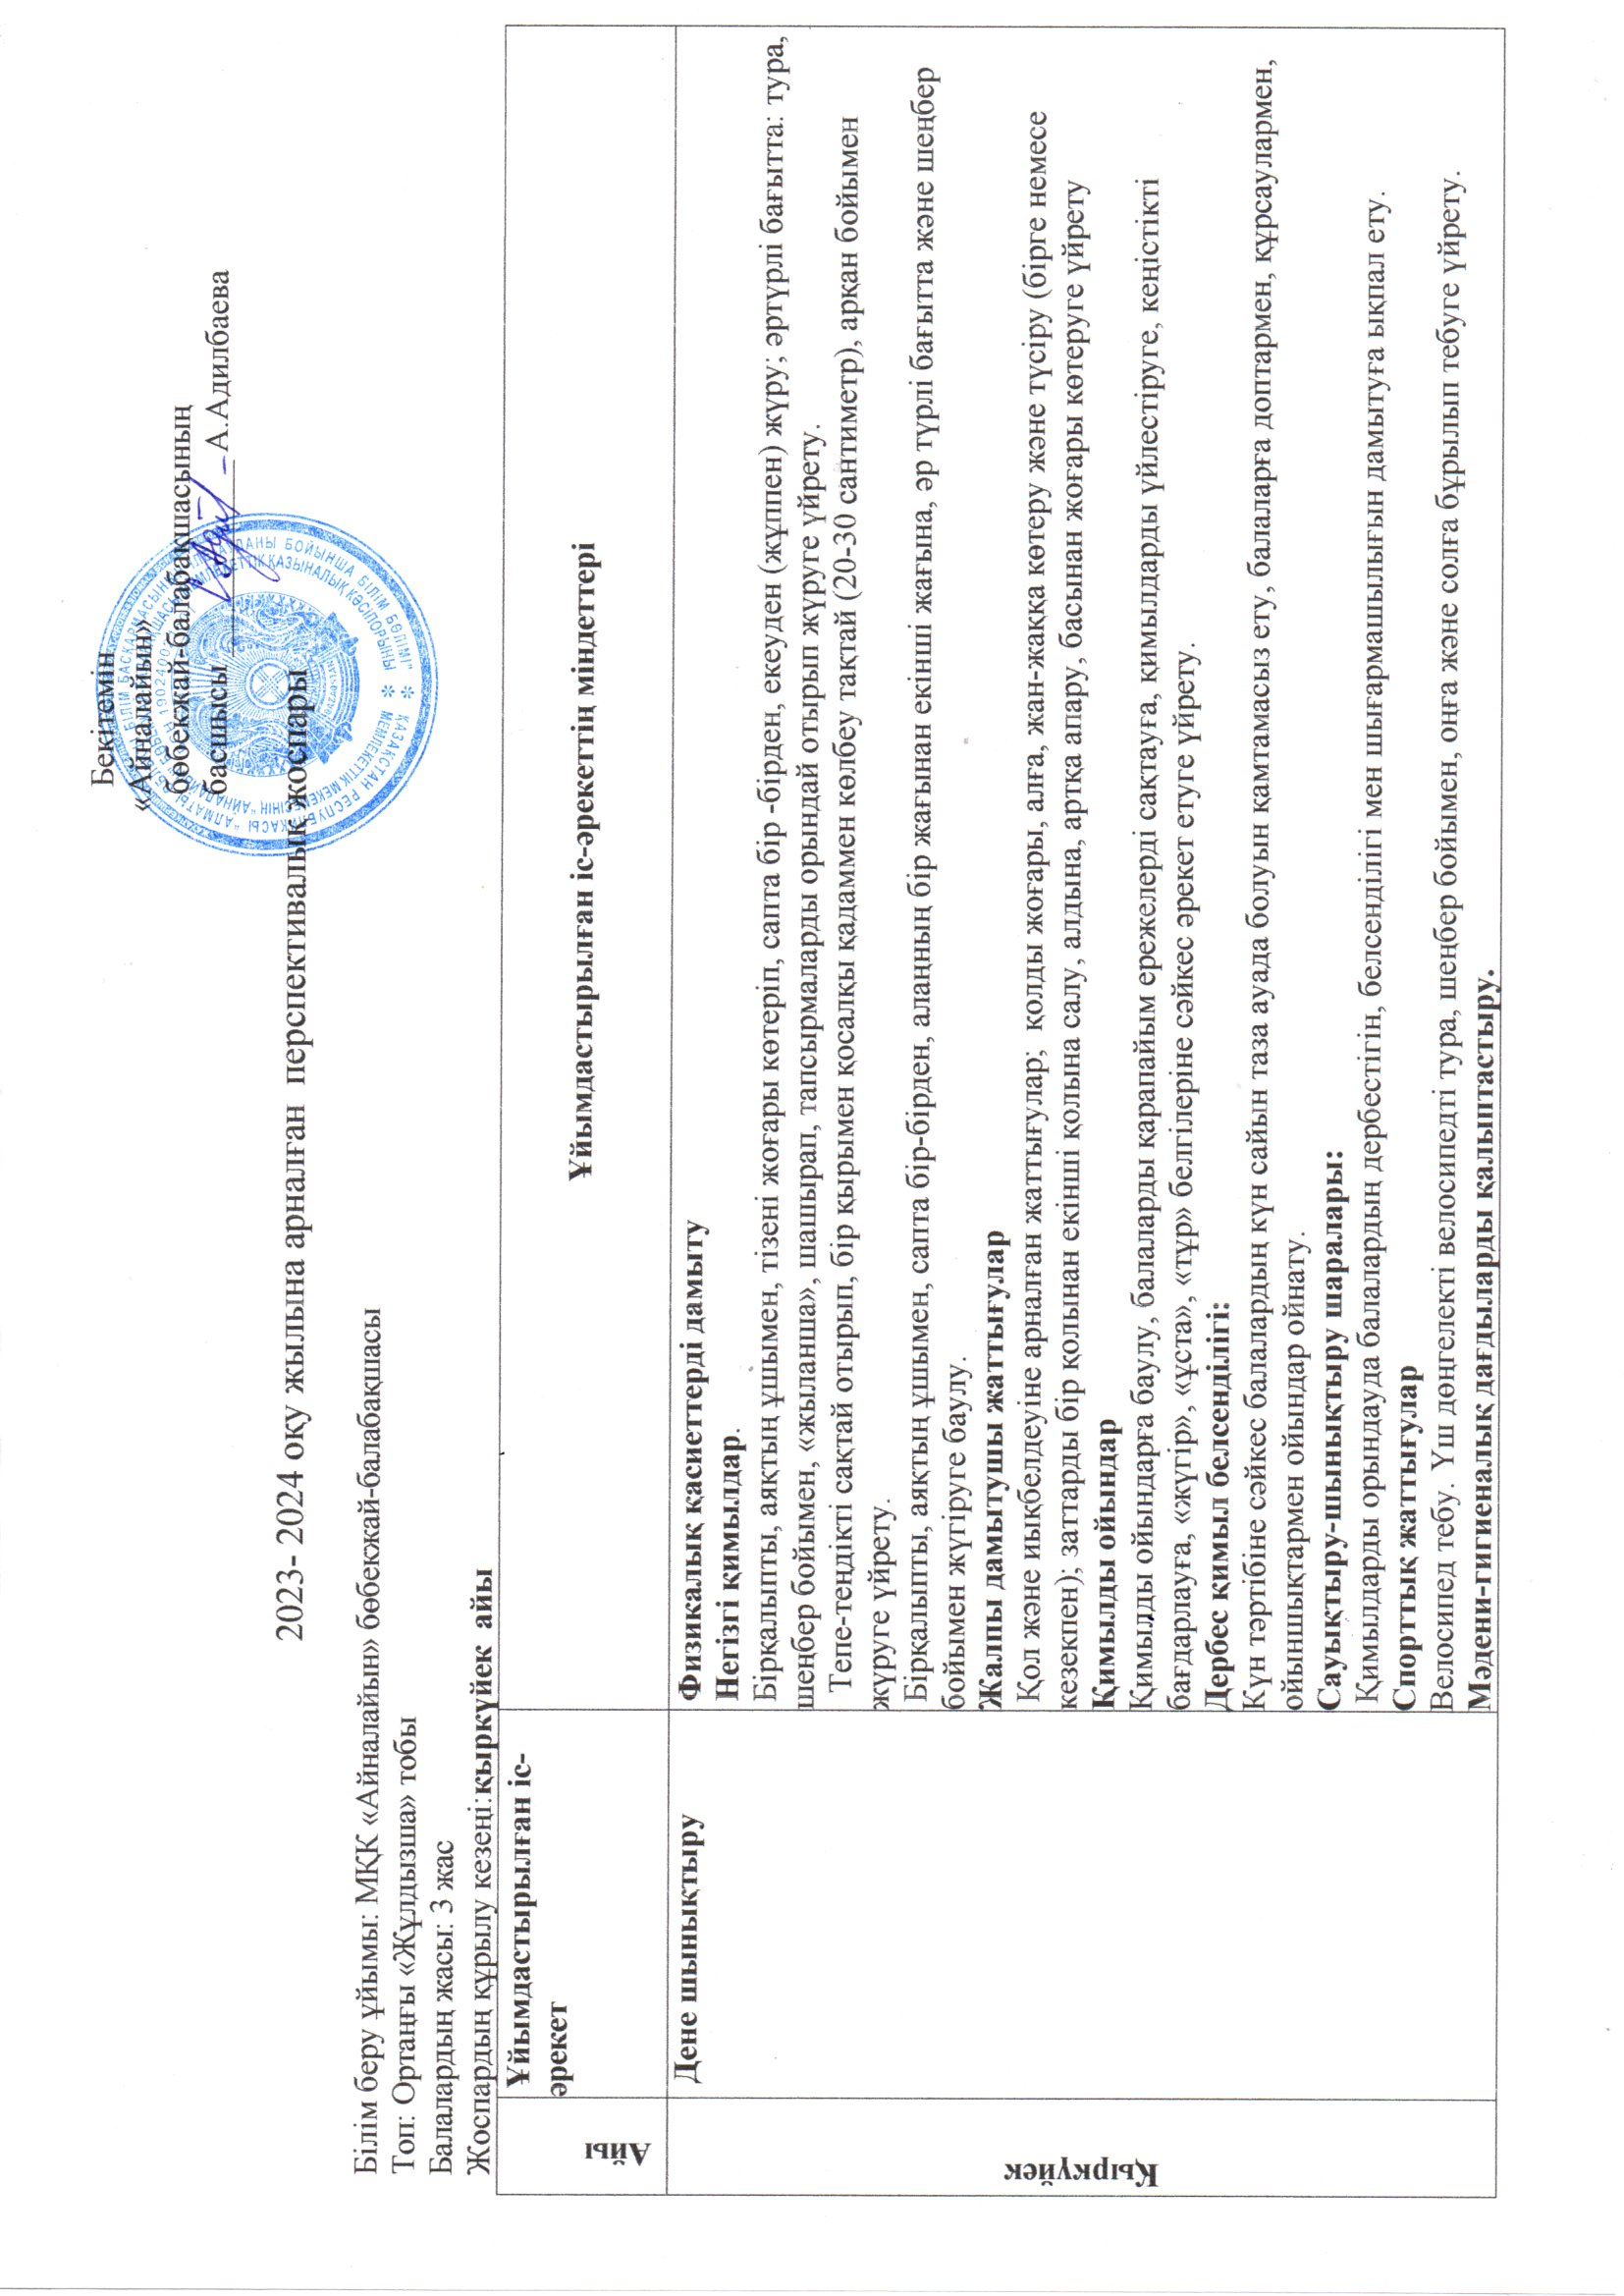 Бекітемін
«Айналайын»
бөбекжай-балабақшасының
басшысы А.Адилбаева
2023- 2024 оқу жылына арналған перспективалық жоспары
Білім беру ұйымы: МҚК «Айналайын» бөбекжай-балабақшасы
Топ: Ортаңғы «Жұлдызша» тобы
Балалардың жасы: 3 жас
Жоспардың құрылу кезеңі:қыркүйек айы
Айы
Ұйымдастырылған іс-
әрекет
Ұйымдастырылған іс-әрекеттің міндеттері
Қыркүйек
Дене шынықтыру
Физикалық қасиеттерді дамыту
Негізгі қимылдар.
Бірқалыпты, аяқтың ұшымен, тізені жоғары көтеріп, сапта бір -бірден, екеуден (жұппен) жүру; әртүрлі бағытта: тура,
шеңбер бойымен, «жыланша», шашырап, тапсырмаларды орындай отырып жүруге үйрету.
Тепе-теңдікті сақтай отырып, бір қырымен қосалқы қадаммен көлбеу тақтай (20-30 сантиметр), арқан бойымен
жүруге үйрету.
Бірқалыпты, аяқтың ұшымен, сапта бір-бірден, алаңның бір жағынан екінші жағына, әр түрлі бағытта және шеңбер
бойымен жүгіруге баулу.
Жалпы дамытушы жаттығулар
Қол және иықбелдеуіне арналған жаттығулар; қолды жоғары, алға, жан-жаққа көтеру және түсіру (бірге немесе
кезекпен); заттарды бір қолынан екінші қолына салу, алдына, артқа апару, басынан жоғары көтеруге үйрету
Қимылды ойындар
Қимылды ойындарға баулу, балаларды қарапайым ережелерді сақтауға, қимылдарды үйлестіруге, кеңістікті
бағдарлауға, «жүгір», «ұста», «тұр» белгілеріне сәйкес әрекет етуге үйрету.
Дербес қимыл белсенділігі:
Күн тәртібіне сәйкес балалардың күн сайын таза ауада болуын қамтамасыз ету, балаларға доптармен, құрсаулармен,
ойыншықтармен ойындар ойнату.
Сауықтыру-шынықтыру шаралары:
Қимылдарды орындауда балалардың дербестігін, белсенділігі мен шығармашылығын дамытуға ықпал ету.
Спорттық жаттығулар
Велосипед тебу. Үш дөңгелекті велосипедті тура, шеңбер бойымен, оңға және солға бұрылып тебуге үйрету.
Мәдени-гигиеналық дағдыларды қалыптастыру.